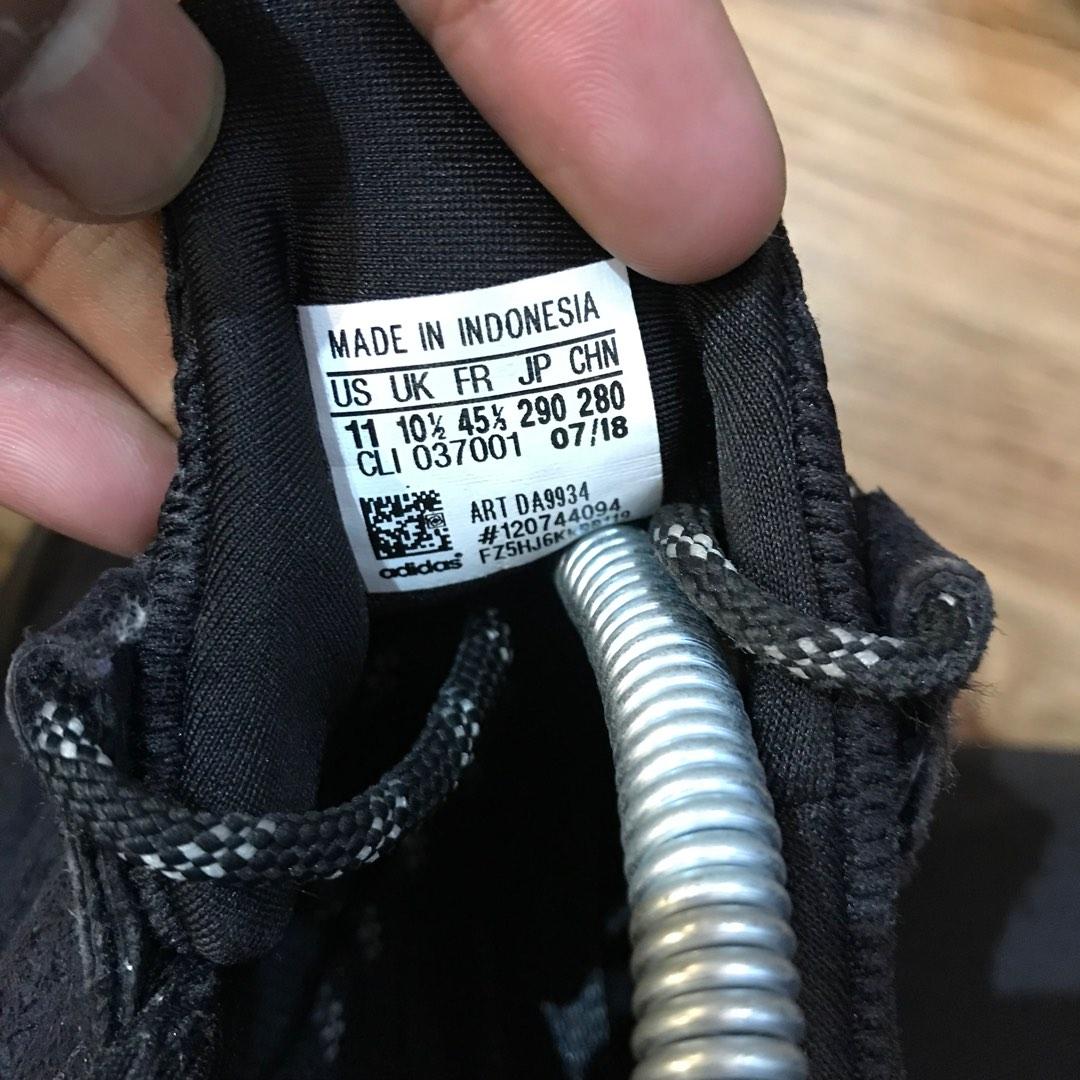 MADE IN INDONESIA
US UK FR JP CHN
11 10½ 45⅓ 290 280
CLI 037001 07/18
ART DA9934
#120744094
adidas